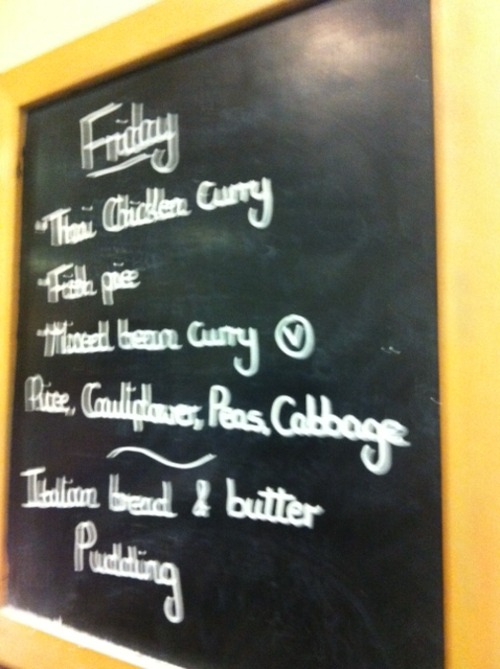 Friday
"Thai Chicken Curry
"Fish pie
"Mixed bean curry V
Rice, Cauliflower, Peas, Cabbage
Italian bread & butter
Pudding